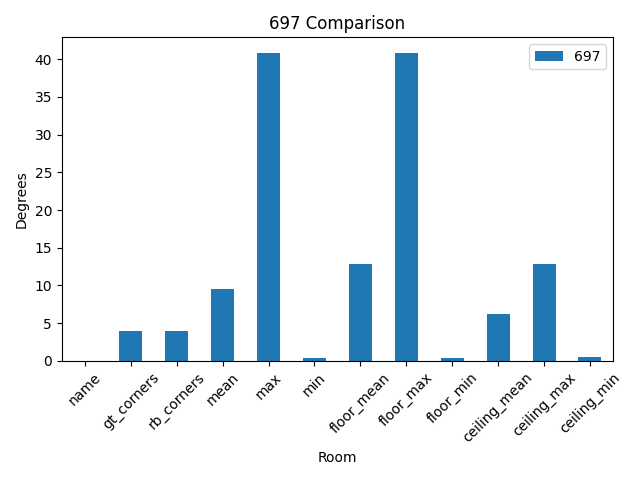 697 Comparison
697
Degrees
40
35
30
25
20
15
10
5
0
name
gt_corners
rb_corners
mean
max
min
floor_mean
floor_max
floor_min
ceiling_mean
ceiling_max
ceiling_min
Room